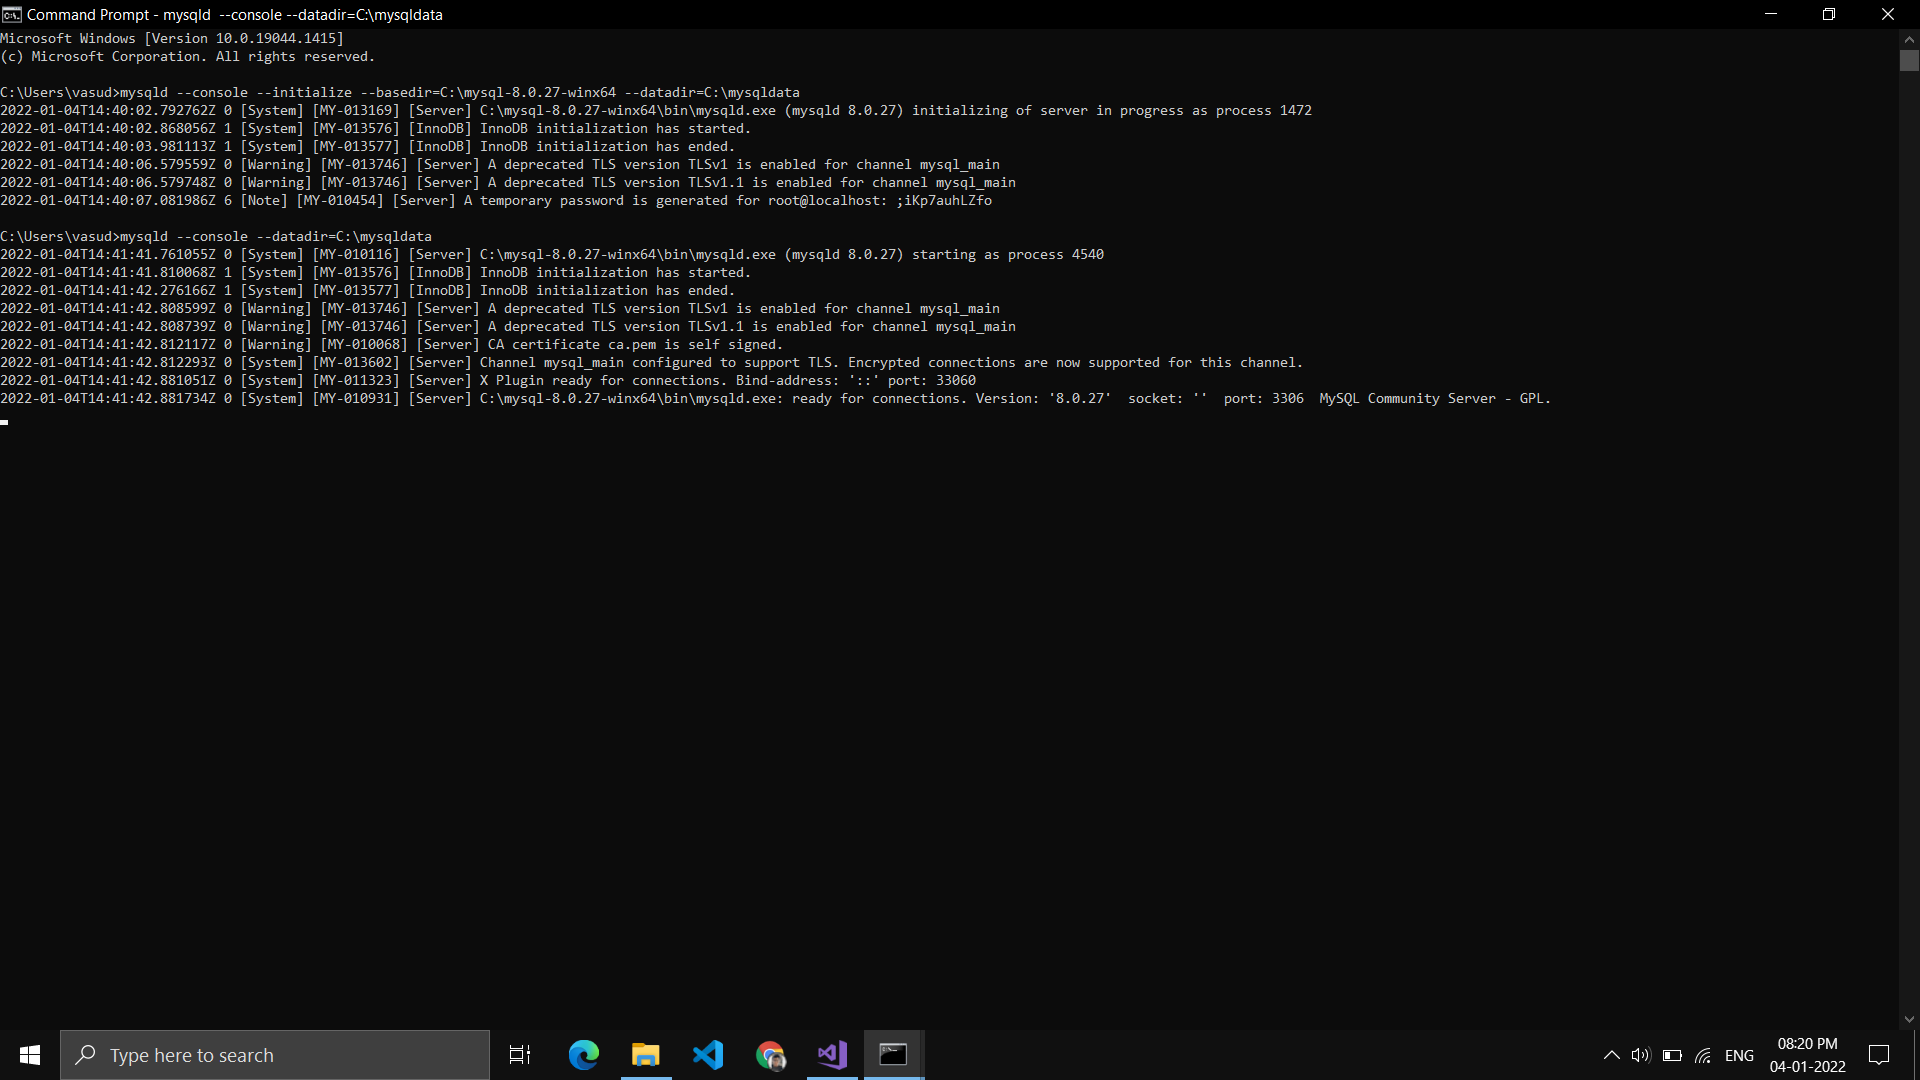 Command Prompt - mysqld  --console --datadir=C:\mysqldata
Microsoft Windows [Version 10.0.19044.1415]
(c) Microsoft Corporation. All rights reserved.
C:\Users\vasud>mysqld --console --initialize --basedir=C:\mysql-8.0.27-winx64 --datadir=C:\mysqldata
2022-01-04T14:40:02.792762Z 0 [System] [MY-013169] [Server] C:\mysql-8.0.27-winx64\bin\mysqld.exe (mysqld 8.0.27) initializing of server in progress as process 1472
2022-01-04T14:40:02.868056Z 1 [System] [MY-013576] [InnoDB] InnoDB initialization has started.
2022-01-04T14:40:03.981113Z 1 [System] [MY-013577] [InnoDB] InnoDB initialization has ended.
2022-01-04T14:40:06.579559Z 0 [Warning] [MY-013746] [Server] A deprecated TLS version TLSv1 is enabled for channel mysql_main
2022-01-04T14:40:06.579748Z 0 [Warning] [MY-013746] [Server] A deprecated TLS version TLSv1.1 is enabled for channel mysql_main
2022-01-04T14:40:07.081986Z 6 [Note] [MY-010454] [Server] A temporary password is generated for root@localhost: ;iKp7auhLZfo
C:\Users\vasud>mysqld --console --datadir=C:\mysqldata
2022-01-04T14:41:41.761055Z 0 [System] [MY-010116] [Server] C:\mysql-8.0.27-winx64\bin\mysqld.exe (mysqld 8.0.27) starting as process 4540
2022-01-04T14:41:41.810068Z 1 [System] [MY-013576] [InnoDB] InnoDB initialization has started.
2022-01-04T14:41:42.276166Z 1 [System] [MY-013577] [InnoDB] InnoDB initialization has ended.
2022-01-04T14:41:42.808599Z 0 [Warning] [MY-013746] [Server] A deprecated TLS version TLSv1 is enabled for channel mysql_main
2022-01-04T14:41:42.808739Z 0 [Warning] [MY-013746] [Server] A deprecated TLS version TLSv1.1 is enabled for channel mysql_main
2022-01-04T14:41:42.812117Z 0 [Warning] [MY-010068] [Server] CA certificate ca.pem is self signed.
2022-01-04T14:41:42.812293Z 0 [System] [MY-013602] [Server] Channel mysql_main configured to support TLS. Encrypted connections are now supported for this channel.
2022-01-04T14:41:42.881051Z 0 [System] [MY-011323] [Server] X Plugin ready for connections. Bind-address: '::' port: 33060
2022-01-04T14:41:42.881734Z 0 [System] [MY-010931] [Server] C:\mysql-8.0.27-winx64\bin\mysqld.exe: ready for connections. Version: '8.0.27'  socket: ''  port: 3306  MySQL Community Server - GPL.
Type here to search
ENG
08:20 PM
04-01-2022